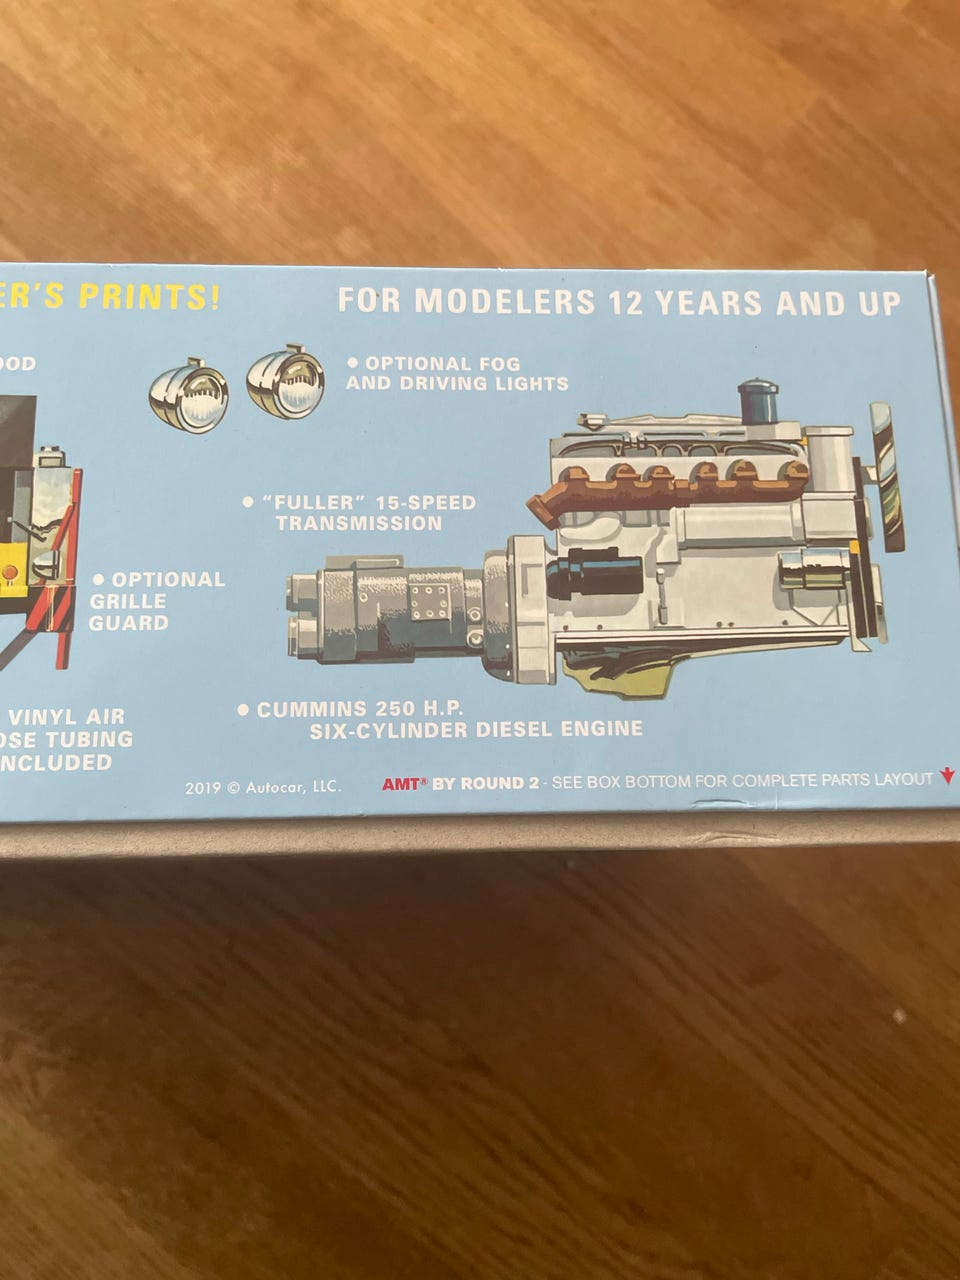 ER'S PRINTS!
FOR MODELERS 12 YEARS AND UP
OOD
• OPTIONAL FOG
AND DRIVING LIGHTS
• "FULLER" 15-SPEED
TRANSMISSION
• OPTIONAL
GRILLE
GUARD
VINYL AIR
OSE TUBING
NCLUDED
• CUMMINS 250 H.P.
SIX-CYLINDER DIESEL ENGINE
2019 © Autocar, LLC.
AMT® BY ROUND 2 - SEE BOX BOTTOM FOR COMPLETE PARTS LAYOUT